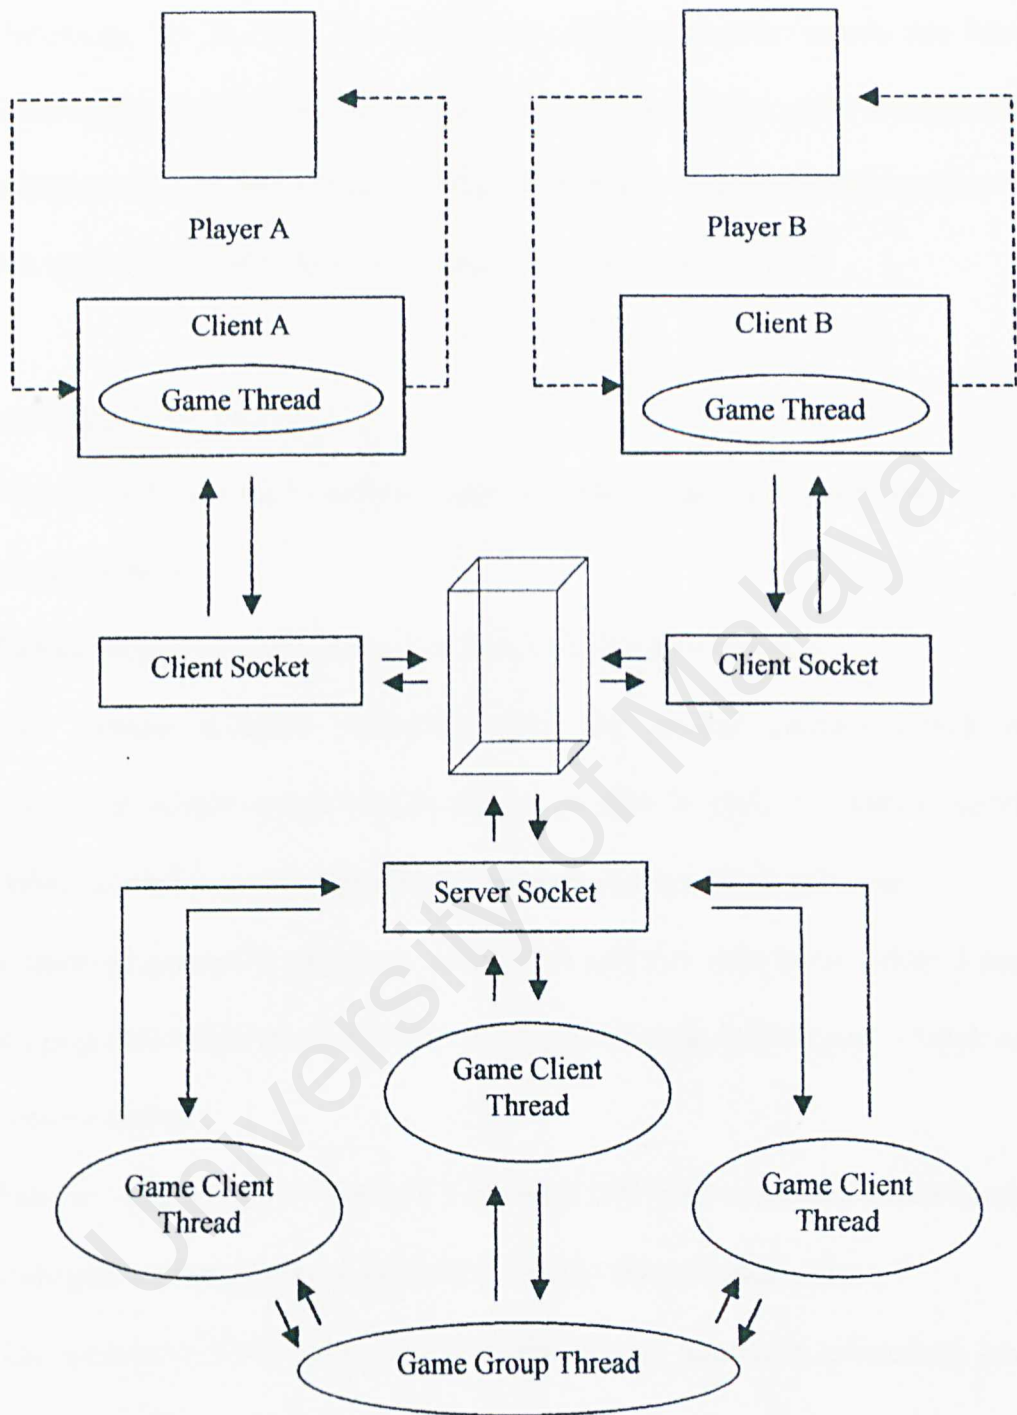 Player A
Player B
Client A
Game Thread
Client B
Game Thread
Client Socket
Client Socket
Server Socket
Game Client
Thread
Game Client
Thread
Game Client
Thread
Game Group Thread
University of Malaya